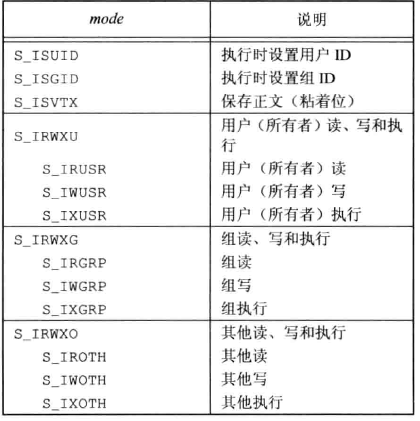 mode 说明
S_ISUID 执行时设置用户 ID
S_ISGID 执行时设置组 ID
S_ISVTX 保存正文（粘着位）
S_IRWXU 用户（所有者）读、写和执
行
S_IRUSR 用户（所有者）读
S_IWUSR 用户（所有者）写
S_IXUSR 用户（所有者）执行
S_IRWXG 组读、写和执行
S_IRGRP 组读
S_IWGRP 组写
S_IXGRP 组执行
S_IRWXO 其他读、写和执行
S_IROTH 其他读
S_IWOTH 其他写
S_IXOTH 其他执行